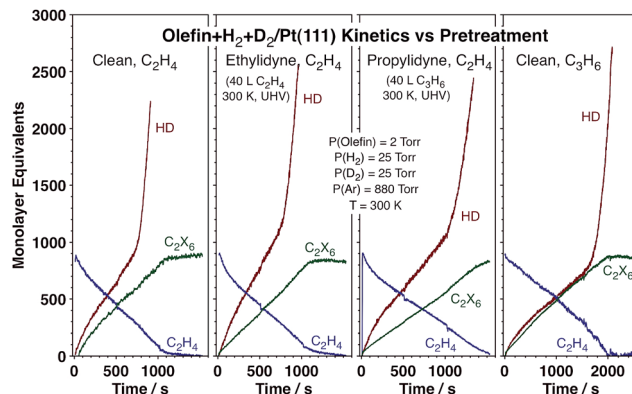 Olefin+H2+D2/Pt(111) Kinetics vs Pretreatment
Clean, C2H4
Ethylidyne, C2H4
(40 L C2H4
300 K, UHV)
Propylidyne, C2H4
(40 L C3H6
300 K, UHV)
Clean, C3H6
P(Olefin) = 2 Torr
P(H2) = 25 Torr
P(D2) = 25 Torr
P(Ar) = 880 Torr
T = 300 K
Monolayer Equivalents
3000
2500
2000
1500
1000
500
0
HD
C2X6
C2H4
HD
C2X6
C2H4
HD
C2X6
C2H4
HD
C2X6
C2H4
0 500 1000
0 500 1000
0 500 1000
0 1000 2000
Time / s
Time / s
Time / s
Time / s